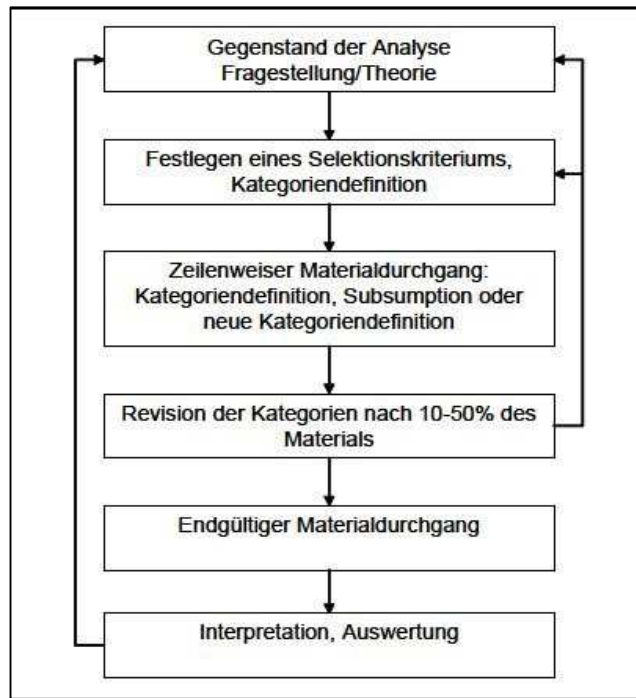 Gegenstand der Analyse
Fragestellung/Theorie
Festlegen eines Selektionskriteriums,
Kategoriendefinition
Zeilenweiser Materialdurchgang:
Kategoriendefinition, Subsumption oder
neue Kategoriendefinition
Revision der Kategorien nach 10-50% des
Materials
Endgültiger Materialdurchgang
Interpretation, Auswertung